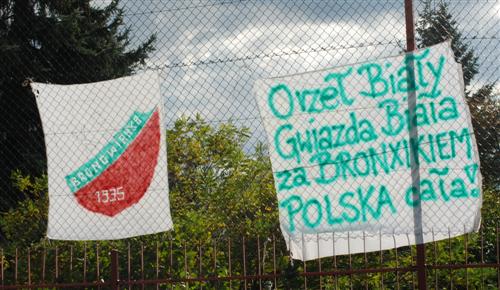 BRONOWIANKA
1335
Orzeł Biały
Gwiazda Biała
za BRONXIKIEM
POLSKA cała!